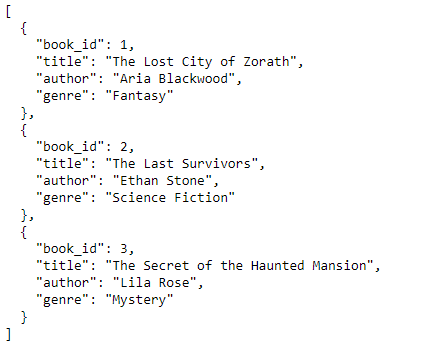 [
  {
    "book_id": 1,
    "title": "The Lost City of Zorath",
    "author": "Aria Blackwood",
    "genre": "Fantasy"
  },
  {
    "book_id": 2,
    "title": "The Last Survivors",
    "author": "Ethan Stone",
    "genre": "Science Fiction"
  },
  {
    "book_id": 3,
    "title": "The Secret of the Haunted Mansion",
    "author": "Lila Rose",
    "genre": "Mystery"
  }
]